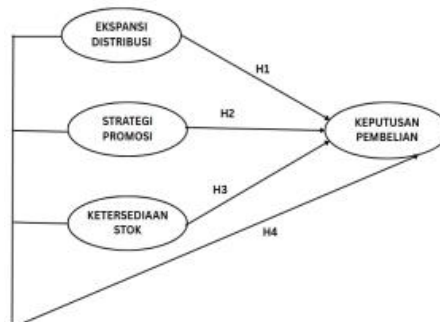 EKSPANSI
DISTRIBUSI
H1
STRATEGI
PROMOSI
H2
KEPUTUSAN
PEMBELIAN
H3
KETERSEDIAAN
STOK
H4